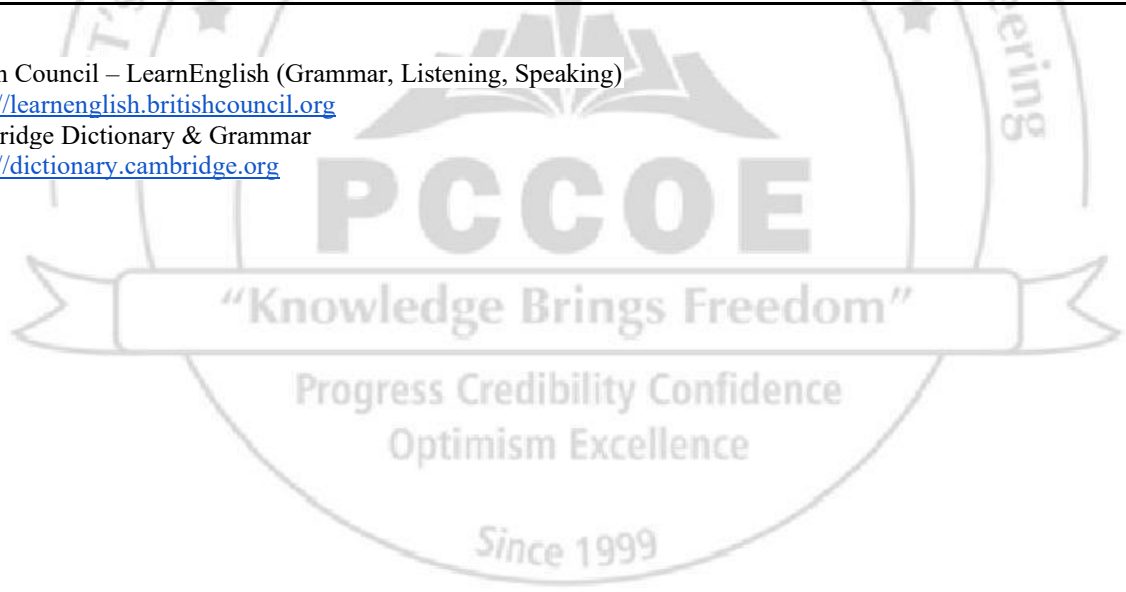 n Council – LearnEnglish (Grammar, Listening, Speaking)
//learnenglish.britishcouncil.org
ridge Dictionary & Grammar
//dictionary.cambridge.org
T's
eering
PCCOE
“Knowledge Brings Freedom”
Progress Credibility Confidence
Optimism Excellence
Since 1999